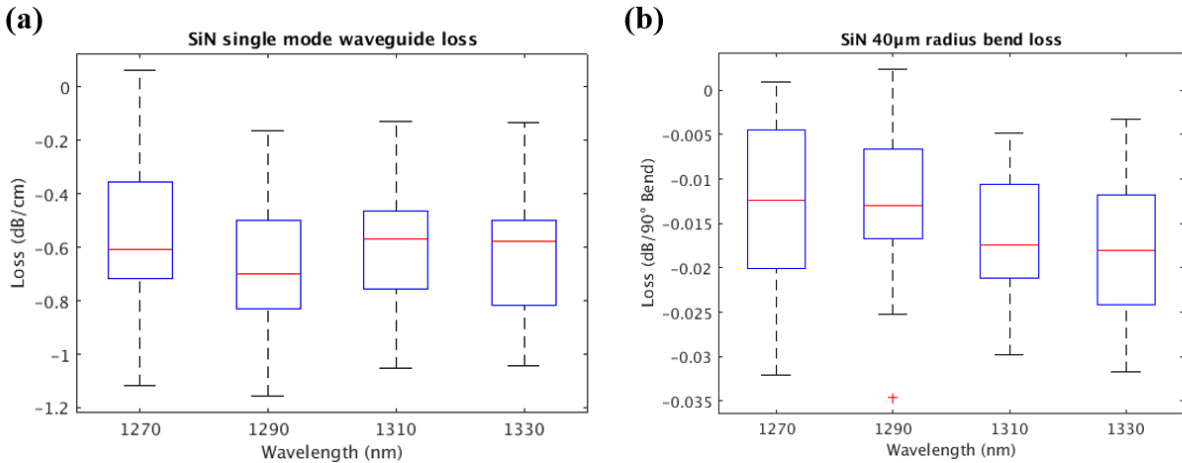 (a)
SiN single mode waveguide loss
0
-0.2
-0.4
-0.6
-0.8
-1
-1.2
Loss (dB/cm)
1270 1290 1310 1330
Wavelength (nm)
(b)
SiN 40μm radius bend loss
0
-0.005
-0.01
-0.015
-0.02
-0.025
-0.03
-0.035
Loss (dB/90° Bend)
1270 1290 1310 1330
Wavelength (nm)